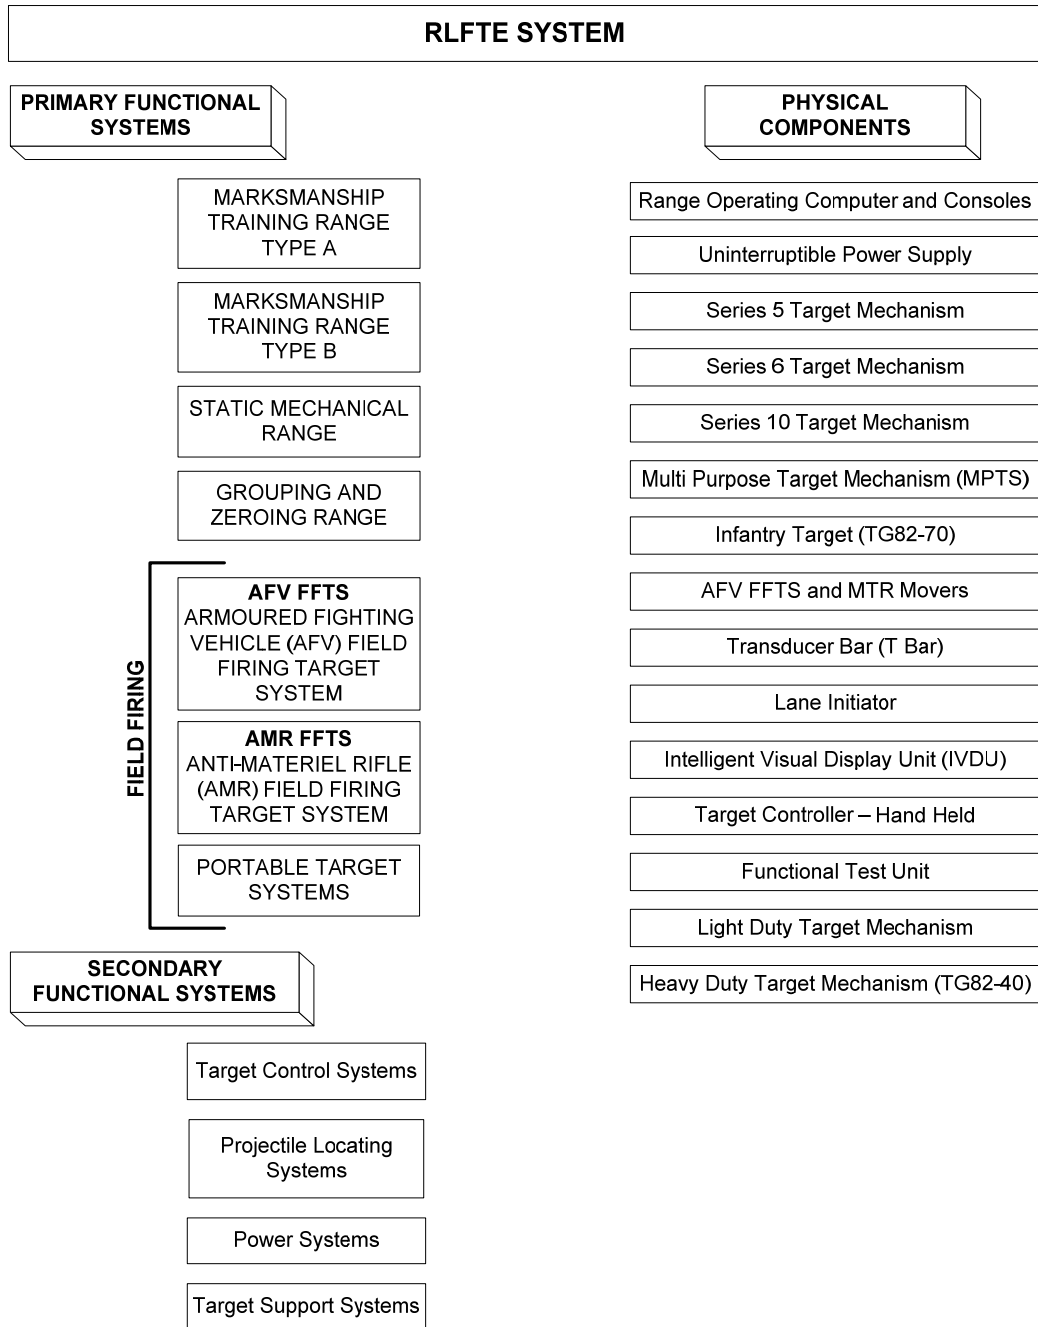 RLFTE SYSTEM
PRIMARY FUNCTIONAL
SYSTEMS
MARKSMANSHIP
TRAINING RANGE
TYPE A
MARKSMANSHIP
TRAINING RANGE
TYPE B
STATIC MECHANICAL
RANGE
GROUPING AND
ZEROING RANGE
FIELD FIRING
AFV FFTS
ARMOURED FIGHTING
VEHICLE (AFV) FIELD
FIRING TARGET
SYSTEM
AMR FFTS
ANTI-MATERIEL RIFLE
(AMR) FIELD FIRING
TARGET SYSTEM
PORTABLE TARGET
SYSTEMS
SECONDARY
FUNCTIONAL SYSTEMS
Target Control Systems
Projectile Locating
Systems
Power Systems
Target Support Systems
PHYSICAL
COMPONENTS
Range Operating Computer and Consoles
Uninterruptible Power Supply
Series 5 Target Mechanism
Series 6 Target Mechanism
Series 10 Target Mechanism
Multi Purpose Target Mechanism (MPTS)
Infantry Target (TG82-70)
AFV FFTS and MTR Movers
Transducer Bar (T Bar)
Lane Initiator
Intelligent Visual Display Unit (IVDU)
Target Controller – Hand Held
Functional Test Unit
Light Duty Target Mechanism
Heavy Duty Target Mechanism (TG82-40)